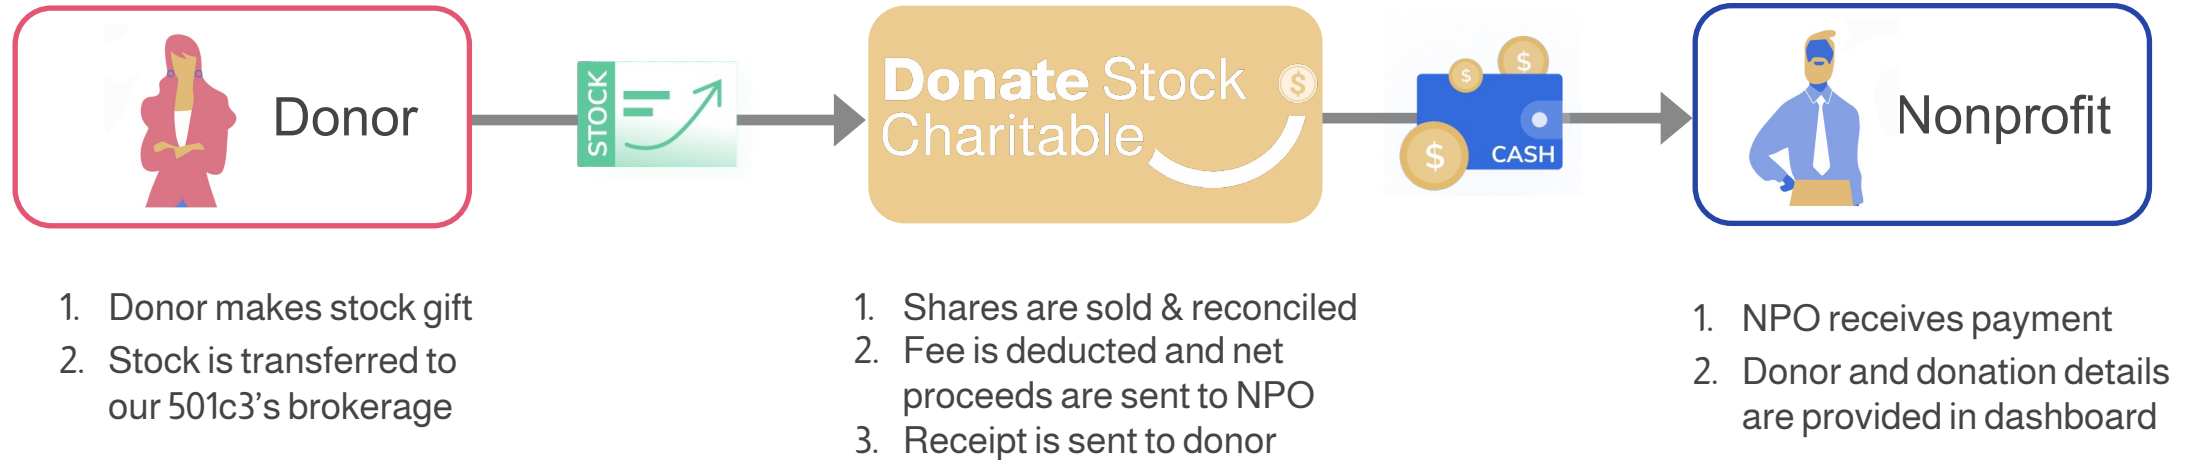 Donor
STOCK
Donate Stock
Charitable
$
$
$
$
CASH
Nonprofit
1. Donor makes stock gift
2. Stock is transferred to
our 501c3’s brokerage
1. Shares are sold & reconciled
2. Fee is deducted and net
proceeds are sent to NPO
3. Receipt is sent to donor
1. NPO receives payment
2. Donor and donation details
are provided in dashboard